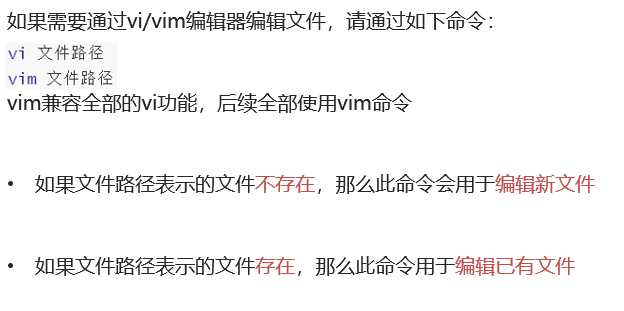 如果需要通过vi/vim编辑器编辑文件，请通过如下命令：
vi 文件路径
vim 文件路径
vim兼容全部的vi功能，后续全部使用vim命令
• 如果文件路径表示的文件不存在，那么此命令会用于编辑新文件
• 如果文件路径表示的文件存在，那么此命令用于编辑已有文件